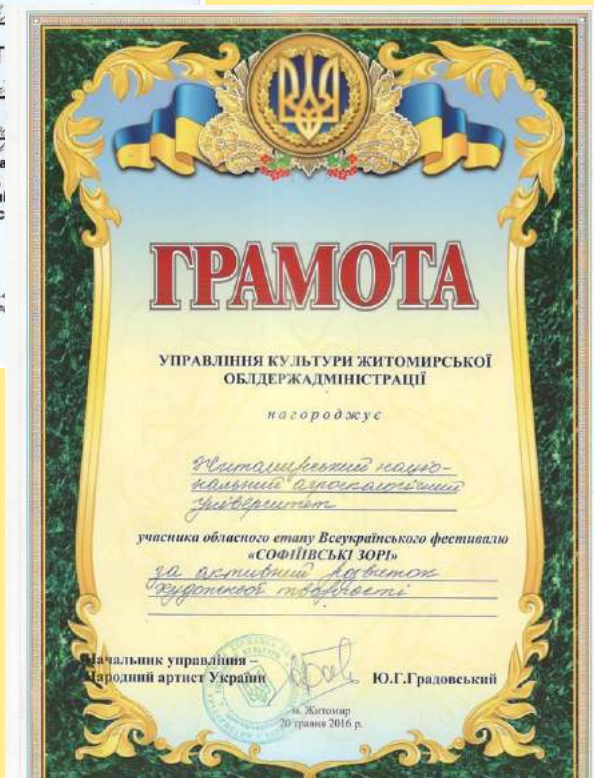 ГРАМОТА
УПРАВЛІННЯ КУЛЬТУРИ ЖИТОМИРСЬКОЇ
ОБЛДЕРЖАДМІНІСТРАЦІЇ
нагороджує
Житомирський націо-
нальний агроекологічний
університет
учасника обласного етапу Всеукраїнського фестивалю
«СОФІЇВСЬКІ ЗОРІ»
за активний розвиток
художньої творчості
Начальник управління –
Народний артист України Ю.Г.Градовський
м. Житомир
20 травня 2016 р.